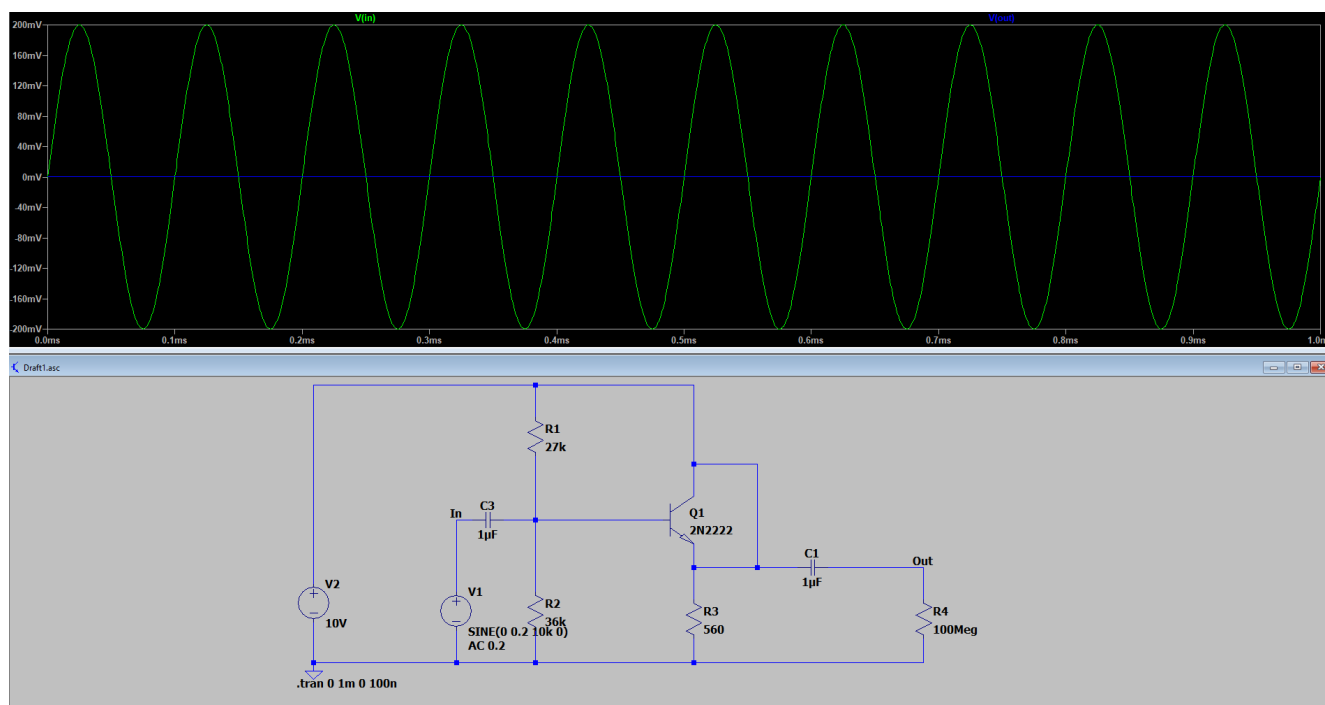 V(in) V(out)
200mV
160mV
120mV
80mV
40mV
0mV
-40mV
-80mV
-120mV
-160mV
-200mV
0.0ms 0.1ms 0.2ms 0.3ms 0.4ms 0.5ms 0.6ms 0.7ms 0.8ms 0.9ms
Draft1.asc
R1
27k
In
C3
1µF
Q1
2N2222
C1
1µF
Out
V2
10V
V1
SINE(0 0.2 10k 0)
AC 0.2
R2
36k
R3
560
R4
100Meg
.tran 0 1m 0 100n